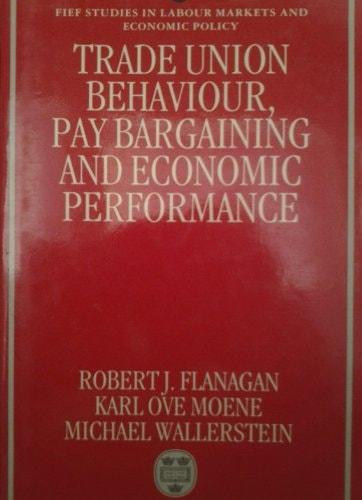 FIEF STUDIES IN LABOUR MARKETS AND
ECONOMIC POLICY
TRADE UNION
BEHAVIOUR,
PAY BARGAINING
AND ECONOMIC
PERFORMANCE
ROBERT J. FLANAGAN
KARL OVE MOENE
MICHAEL WALLERSTEIN